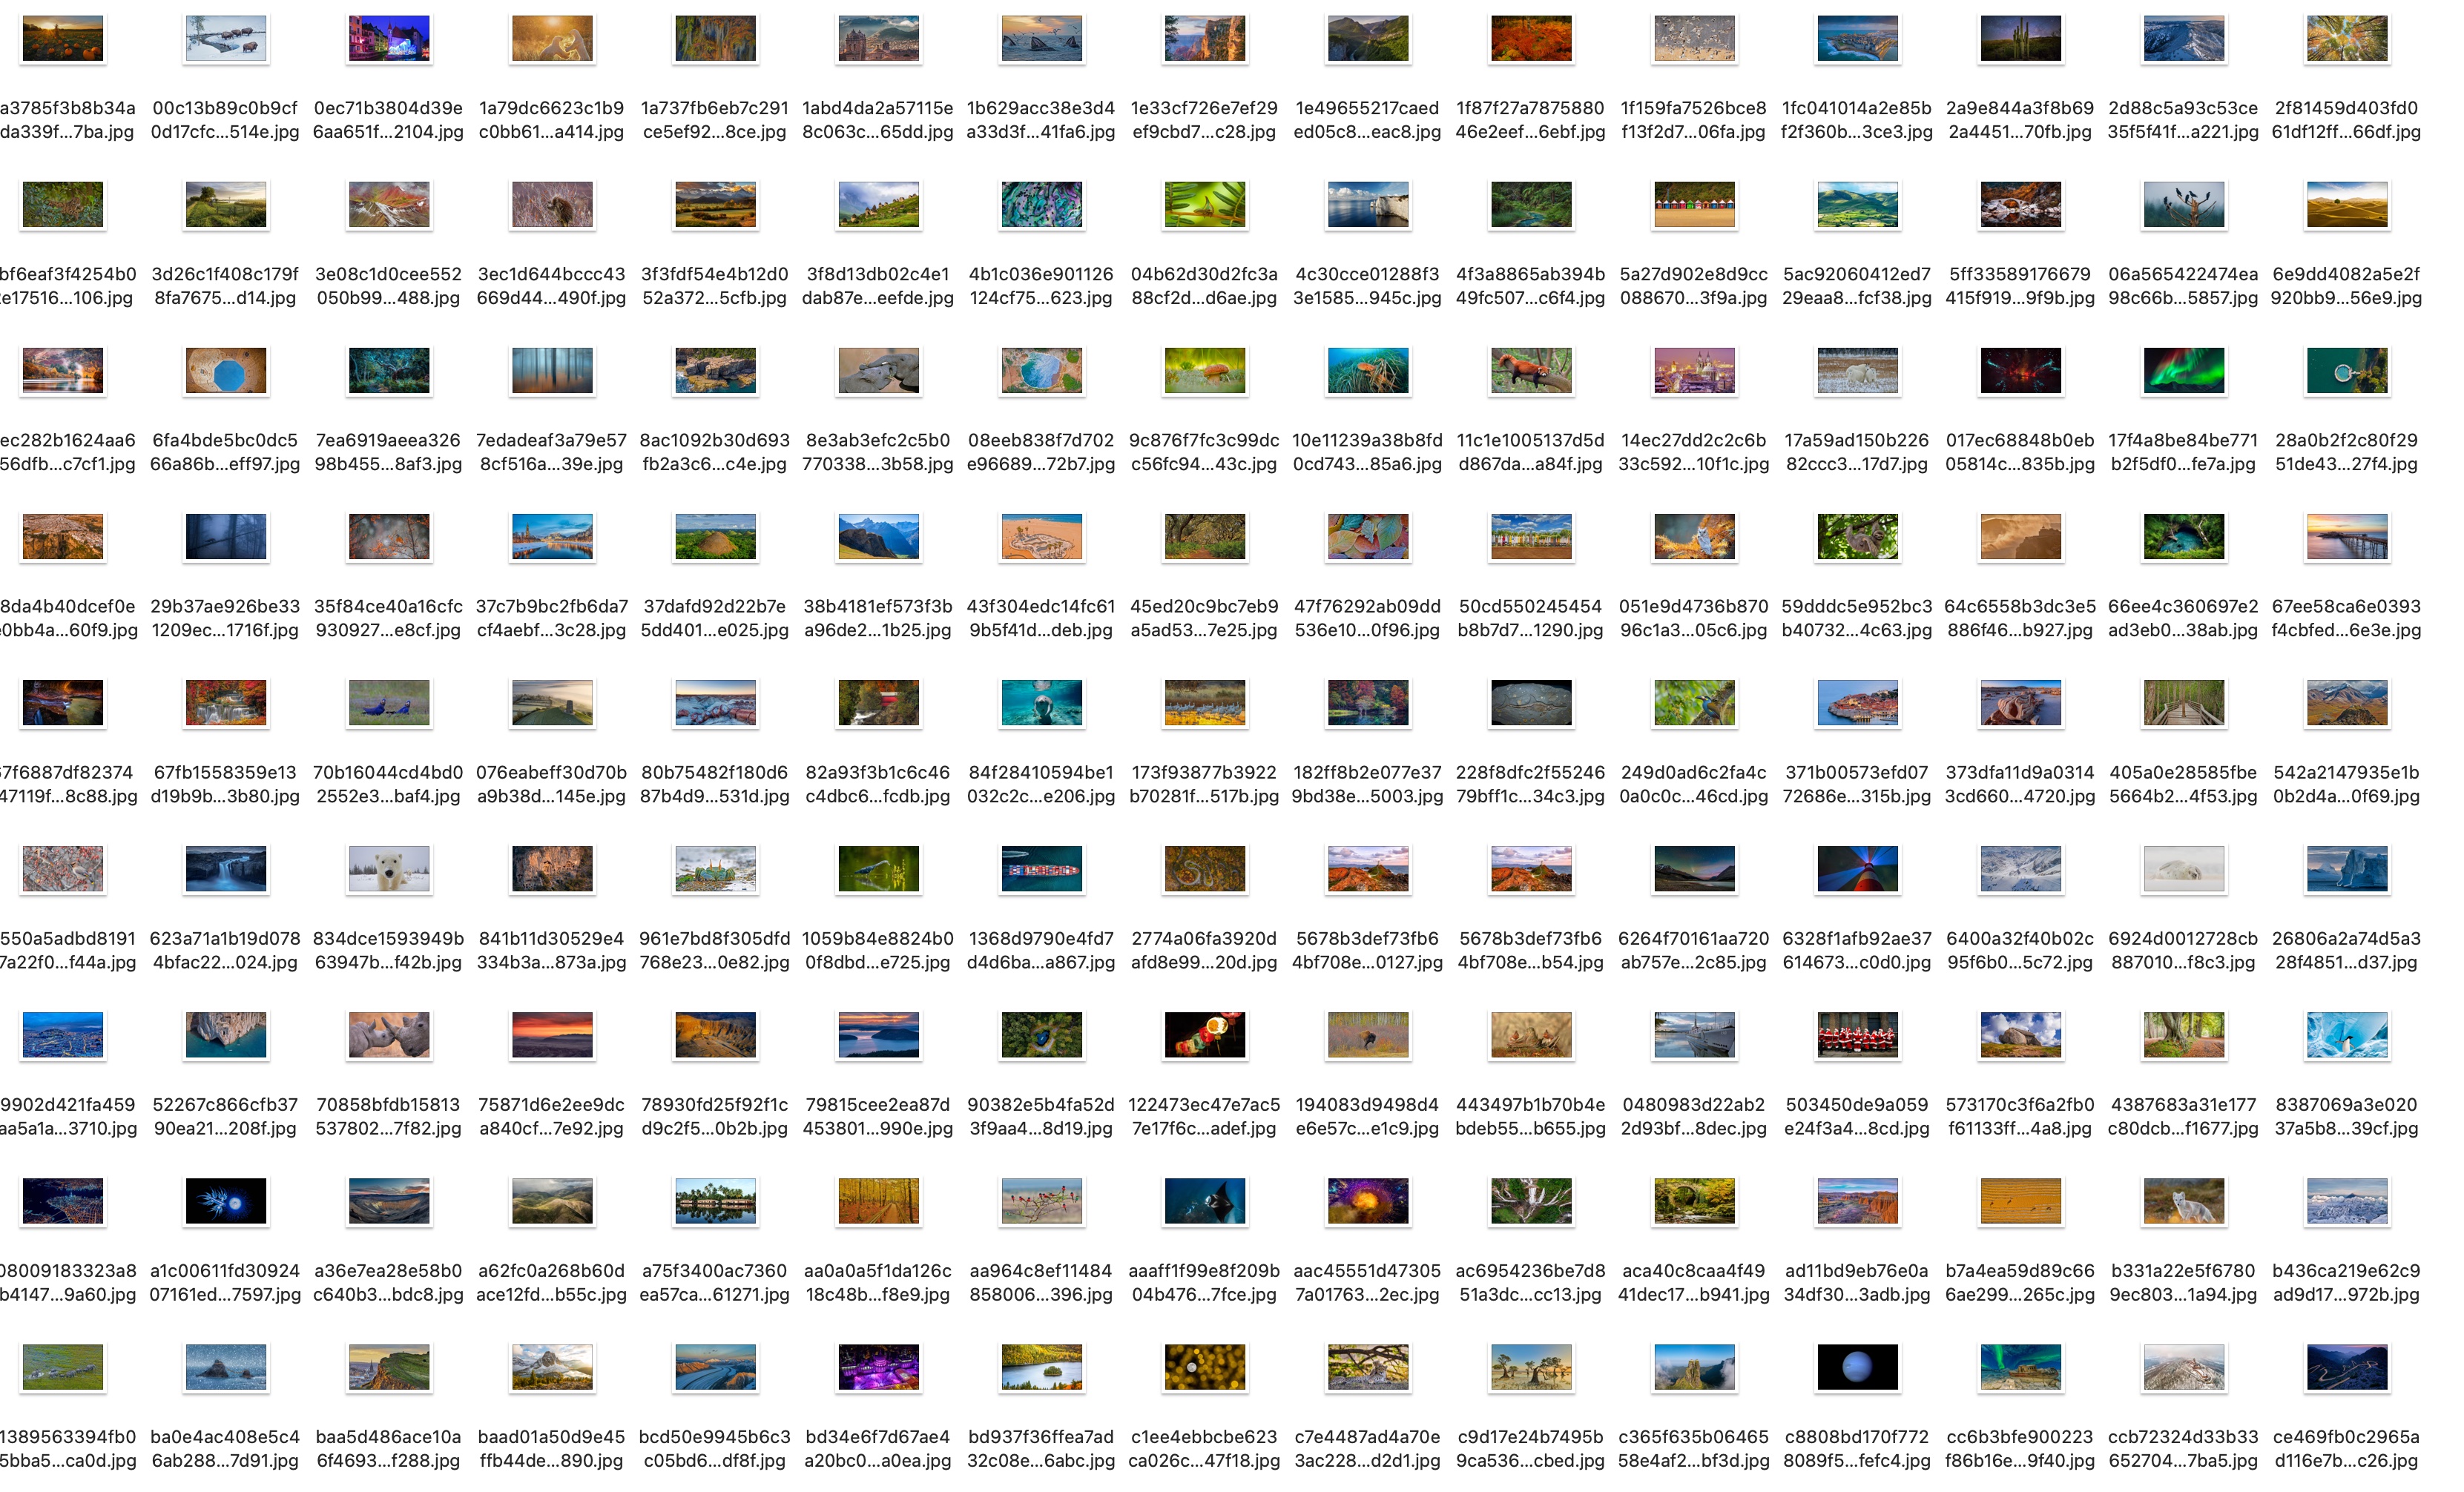 a3785f3b8b34a 00c13b89c0b9cf 0ec71b3804d39e 1a79dc6623c1b9 1a737fb6eb7c291 1abd4da2a57115e 1b629acc38e3d4 1e33cf726e7ef29 1e49655217caed 1f87f27a7875880 1f159fa7526bce8 1fc041014a2e85b 2a9e844a3f8b69 2d88c5a93c53ce 2f81459d403fd0
da339f...7ba.jpg 0d17cfc...514e.jpg 6aa651f...2104.jpg c0bb61...a414.jpg ce5ef92...8ce.jpg 8c063c...65dd.jpg a33d3f...41fa6.jpg ef9cbd7...c28.jpg ed05c8...eac8.jpg 46e2eef...6ebf.jpg f13f2d7...06fa.jpg f2f360b...3ce3.jpg 2a4451...70fb.jpg 35f5f41f...a221.jpg 61df12ff...66df.jpg
bf6eaf3f4254b0 3d26c1f408c179f 3e08c1d0cee552 3ec1d644bccc43 3f3fdf54e4b12d0 3f8d13db02c4e1 4b1c036e901126 04b62d30d2fc3a 4c30cce01288f3 4f3a8865ab394b 5a27d902e8d9cc 5ac92060412ed7 5ff33589176679 06a565422474ea 6e9dd4082a5e2f
e17516...106.jpg 8fa7675...d14.jpg 050b99...488.jpg 669d44...490f.jpg 52a372...5cfb.jpg dab87e...eefde.jpg 124cf75...623.jpg 88cf2d...d6ae.jpg 3e1585...945c.jpg 49fc507...c6f4.jpg 088670...3f9a.jpg 29eaa8...fcf38.jpg 415f919...9f9b.jpg 98c66b...5857.jpg 920bb9...56e9.jpg
ec282b1624aa6 6fa4bde5bc0dc5 7ea6919aeea326 7edadeaf3a79e57 8ac1092b30d693 8e3ab3efc2c5b0 08eeb838f7d702 9c876f7fc3c99dc 10e11239a38b8fd 11c1e1005137d5d 14ec27dd2c2c6b 17a59ad150b226 017ec68848b0eb 17f4a8be84be771 28a0b2f2c80f29
56dfb...c7cf1.jpg 66a86b...eff97.jpg 98b455...8af3.jpg 8cf516a...39e.jpg fb2a3c6...c4e.jpg 770338...3b58.jpg e96689...72b7.jpg c56fc94...43c.jpg 0cd743...85a6.jpg d867da...a84f.jpg 33c592...10f1c.jpg 82ccc3...17d7.jpg 05814c...835b.jpg b2f5df0...fe7a.jpg 51de43...27f4.jpg
8da4b40dcef0e 29b37ae926be33 35f84ce40a16cfc 37c7b9bc2fb6da7 37dafd92d22b7e 38b4181ef573f3b 43f304edc14fc61 45ed20c9bc7eb9 47f76292ab09dd 50cd550245454 051e9d4736b870 59dddc5e952bc3 64c6558b3dc3e5 66ee4c360697e2 67ee58ca6e0393
0bb4a...60f9.jpg 1209ec...1716f.jpg 930927...e8cf.jpg cf4aebf...3c28.jpg 5dd401...e025.jpg a96de2...1b25.jpg 9b5f41d...deb.jpg a5ad53...7e25.jpg 536e10...0f96.jpg b8b7d7...1290.jpg 96c1a3...05c6.jpg b40732...4c63.jpg 886f46...b927.jpg ad3eb0...38ab.jpg f4cbfed...6e3e.jpg
7f6887df82374 67fb1558359e13 70b16044cd4bd0 076eabeff30d70b 80b75482f180d6 82a93f3b1c6c46 84f28410594be1 173f93877b3922 182ff8b2e077e37 228f8dfc2f55246 249d0ad6c2fa4c 371b00573efd07 373dfa11d9a0314 405a0e28585fbe 542a2147935e1b
47119f...8c88.jpg d19b9b...3b80.jpg 2552e3...baf4.jpg a9b38d...145e.jpg 87b4d9...531d.jpg c4dbc6...fcdb.jpg 032c2c...e206.jpg b70281f...517b.jpg 9bd38e...5003.jpg 79bff1c...34c3.jpg 0a0c0c...46cd.jpg 72686e...315b.jpg 3cd660...4720.jpg 5664b2...4f53.jpg 0b2d4a...0f69.jpg
550a5adbd8191 623a71a1b19d078 834dce1593949b 841b11d30529e4 961e7bd8f305dfd 1059b84e8824b0 1368d9790e4fd7 2774a06fa3920d 5678b3def73fb6 5678b3def73fb6 6264f70161aa720 6328f1afb92ae37 6400a32f40b02c 6924d0012728cb 26806a2a74d5a3
7a22f0...f44a.jpg 4bfac22...024.jpg 63947b...f42b.jpg 334b3a...873a.jpg 768e23...0e82.jpg 0f8dbd...e725.jpg d4d6ba...a867.jpg afd8e99...20d.jpg 4bf708e...0127.jpg 4bf708e...b54.jpg ab757e...2c85.jpg 614673...c0d0.jpg 95f6b0...5c72.jpg 887010...f8c3.jpg 28f4851...d37.jpg
9902d421fa459 52267c866cfb37 70858bfdb15813 75871d6e2ee9dc 78930fd25f92f1c 79815cee2ea87d 90382e5b4fa52d 122473ec47e7ac5 194083d9498d4 443497b1b70b4e 0480983d22ab2 503450de9a059 573170c3f6a2fb0 4387683a31e177 8387069a3e020
aa5a1a...3710.jpg 90ea21...208f.jpg 537802...7f82.jpg a840cf...7e92.jpg d9c2f5...0b2b.jpg 453801...990e.jpg 3f9aa4...8d19.jpg 7e17f6c...adef.jpg e6e57c...e1c9.jpg bdeb55...b655.jpg 2d93bf...8dec.jpg e24f3a4...8cd.jpg f61133ff...4a8.jpg c80dcb...f1677.jpg 37a5b8...39cf.jpg
08009183323a8 a1c00611fd30924 a36e7ea28e58b0 a62fc0a268b60d a75f3400ac7360 aa0a0a5f1da126c aa964c8ef11484 aaaff1f99e8f209b aac45551d47305 ac6954236be7d8 aca40c8caa4f49 ad11bd9eb76e0a b7a4ea59d89c66 b331a22e5f6780 b436ca219e62c9
b4147...9a60.jpg 07161ed...7597.jpg c640b3...bdc8.jpg ace12fd...b55c.jpg ea57ca...61271.jpg 18c48b...f8e9.jpg 858006...396.jpg 04b476...7fce.jpg 7a01763...2ec.jpg 51a3dc...cc13.jpg 41dec17...b941.jpg 34df30...3adb.jpg 6ae299...265c.jpg 9ec803...1a94.jpg ad9d17...972b.jpg
1389563394fb0 ba0e4ac408e5c4 baa5d486ace10a baad01a50d9e45 bcd50e9945b6c3 bd34e6f7d67ae4 bd937f36ffea7ad c1ee4ebbcbe623 c7e4487ad4a70e c9d17e24b7495b c365f635b06465 c8808bd170f772 cc6b3bfe900223 ccb72324d33b33 ce469fb0c2965a
5bba5...ca0d.jpg 6ab288...7d91.jpg 6f4693...f288.jpg ffb44de...890.jpg c05bd6...df8f.jpg a20bc0...a0ea.jpg 32c08e...6abc.jpg ca026c...47f18.jpg 3ac228...d2d1.jpg 9ca536...cbed.jpg 58e4af2...bf3d.jpg 8089f5...fefc4.jpg f86b16e...9f40.jpg 652704...7ba5.jpg d116e7b...c26.jpg